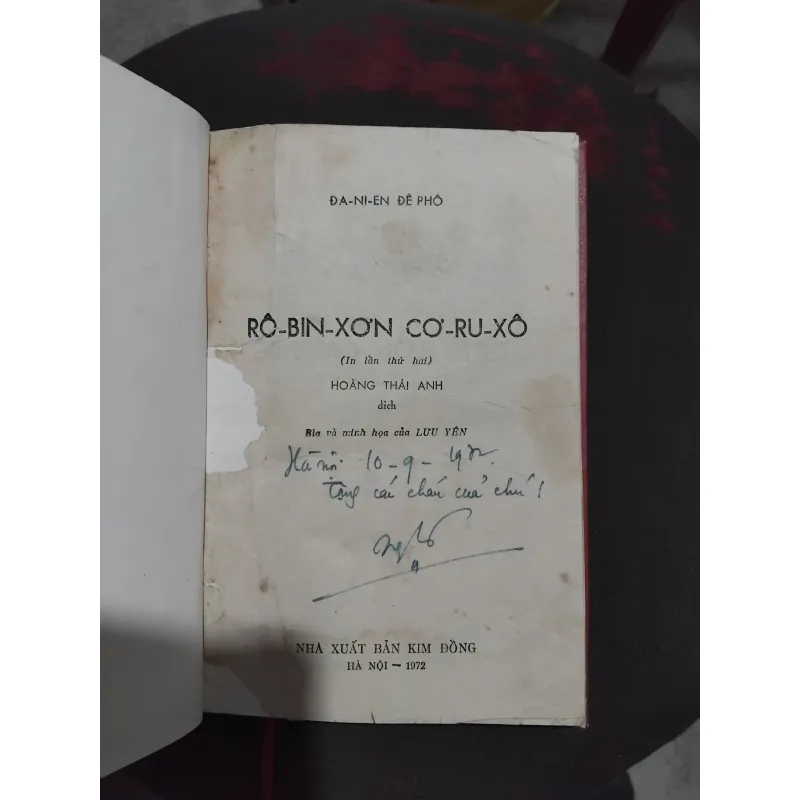 ĐA-NI-EN ĐÊ PHÔ
RÔ-BIN-XƠN CƠ-RU-XÔ
(In lần thứ hai)
HOÀNG THÁI ANH
dịch
Bìa và minh họa của LƯU YÊN
Hà nội 10-9-1972.
Tặng các cháu của chú!
NHÀ XUẤT BẢN KIM ĐỒNG
HÀ NỘI — 1972